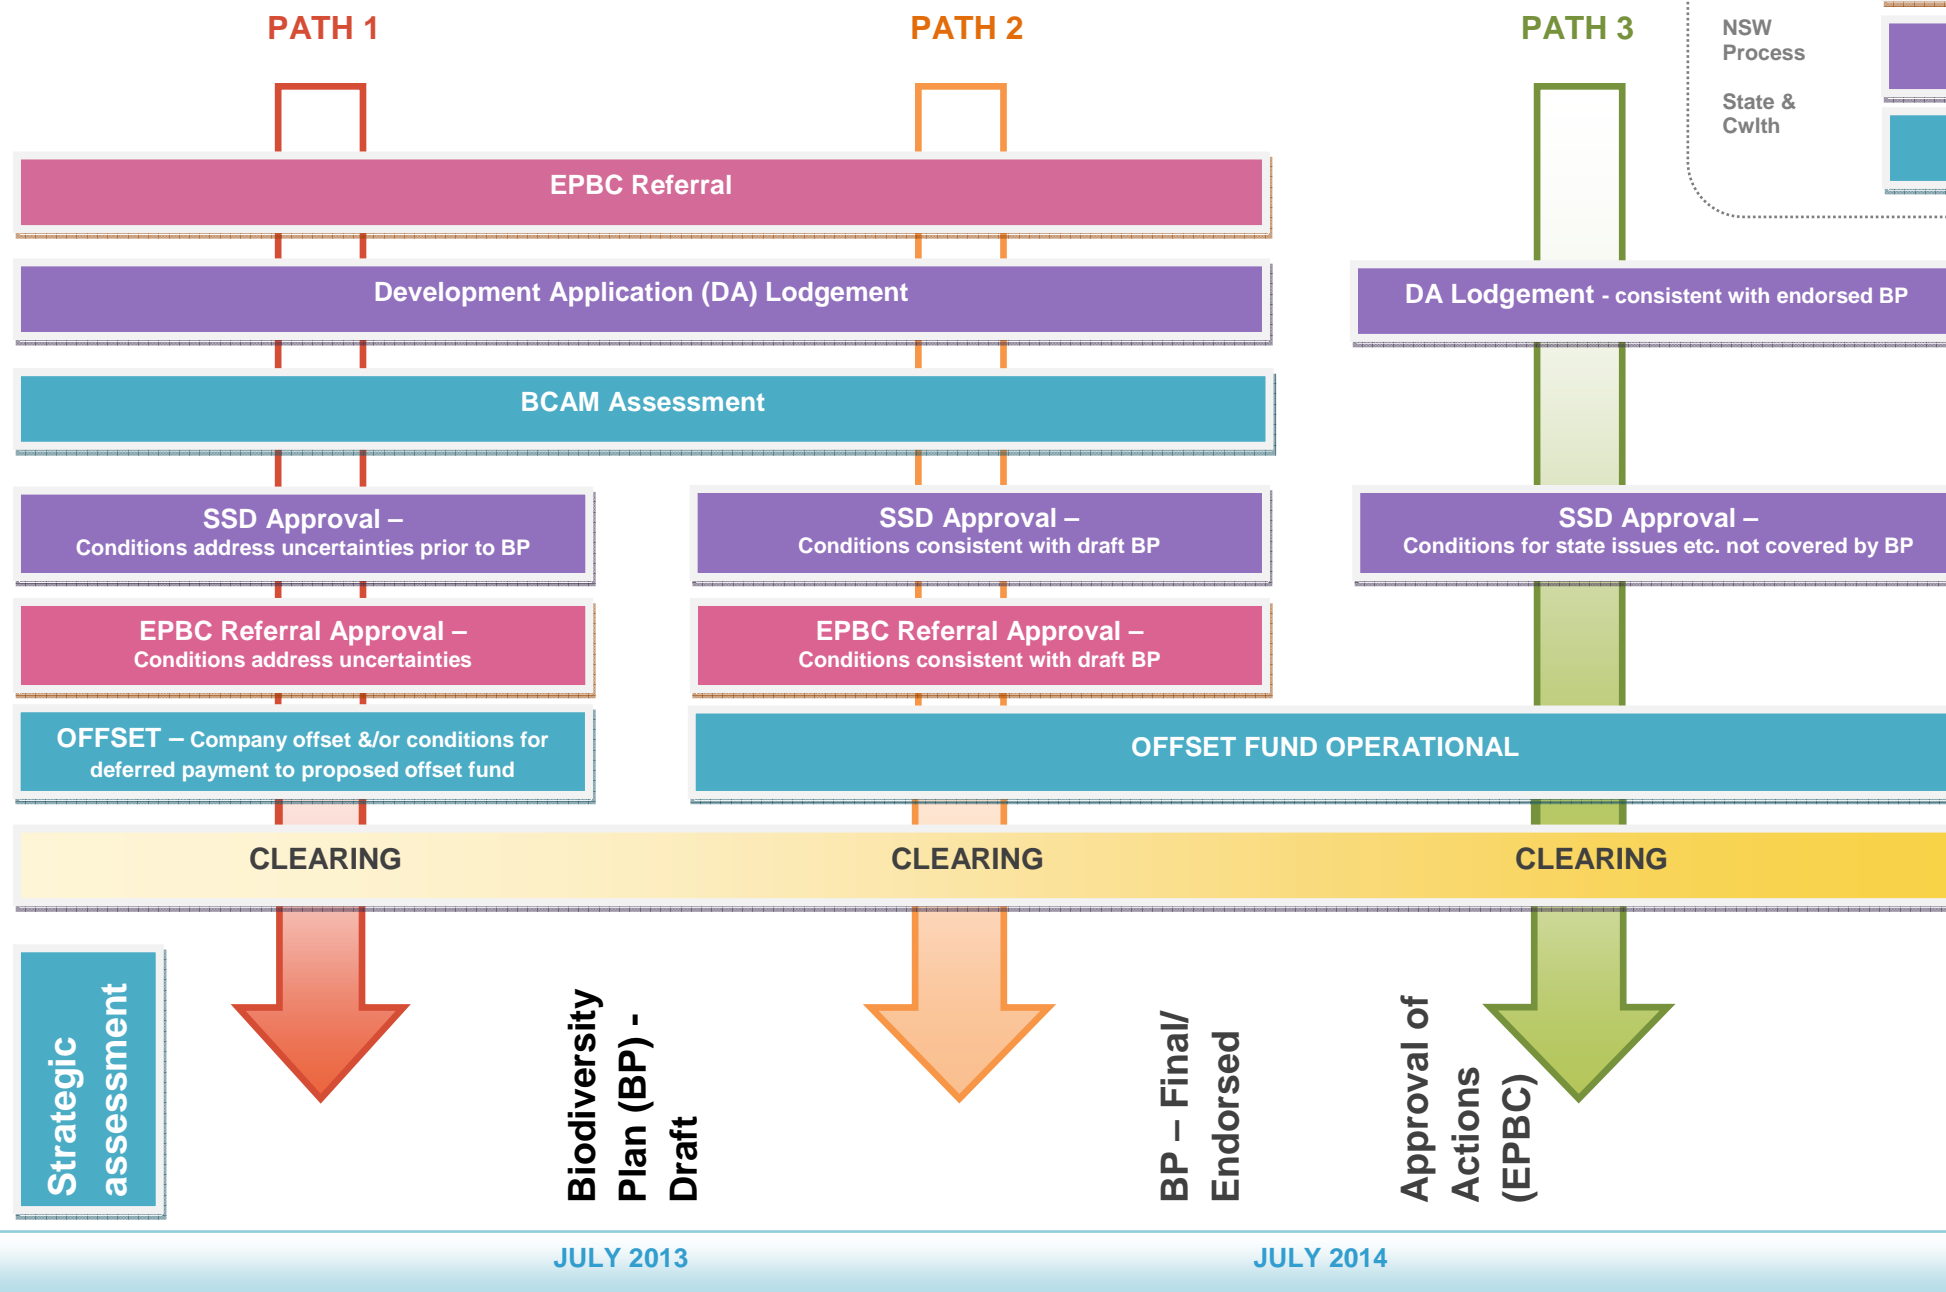 PATH 1
PATH 2
PATH 3
NSW
Process
State &
Cwlth
EPBC Referral
Development Application (DA) Lodgement
DA Lodgement - consistent with endorsed BP
BCAM Assessment
SSD Approval –
Conditions address uncertainties prior to BP
SSD Approval –
Conditions consistent with draft BP
SSD Approval –
Conditions for state issues etc. not covered by BP
EPBC Referral Approval –
Conditions address uncertainties
EPBC Referral Approval –
Conditions consistent with draft BP
OFFSET – Company offset &/or conditions for
deferred payment to proposed offset fund
OFFSET FUND OPERATIONAL
CLEARING
CLEARING
CLEARING
Strategic
assessment
Biodiversity
Plan (BP) -
Draft
BP – Final/
Endorsed
Approval of
Actions
(EPBC)
JULY 2013
JULY 2014